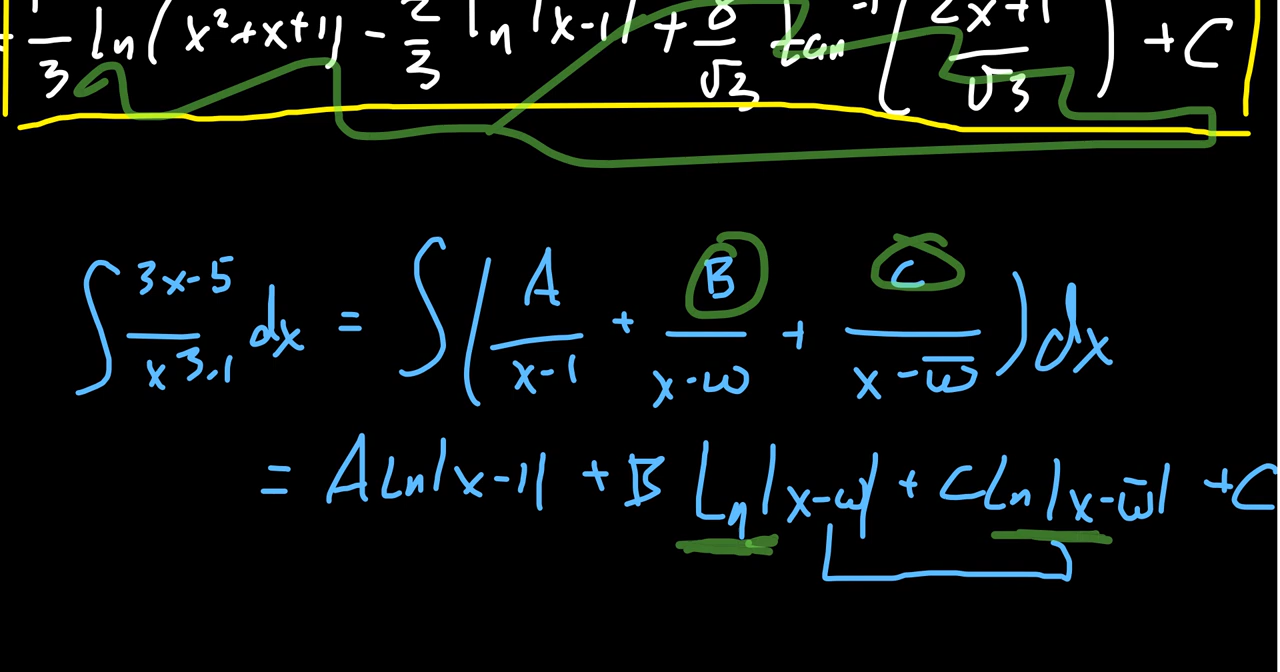 1/3 ln(x²+x+1) - 2/3 ln|x-1| + 8/√3 tan⁻¹((2x+1)/√3) + C
∫ (3x-5)/(x³-1) dx = ∫ ( A/(x-1) + B/(x-ω) + C/(x-ω̅) ) dx
= A Ln|x-1| + B Ln|x-ω| + C Ln|x-ω̅| + C